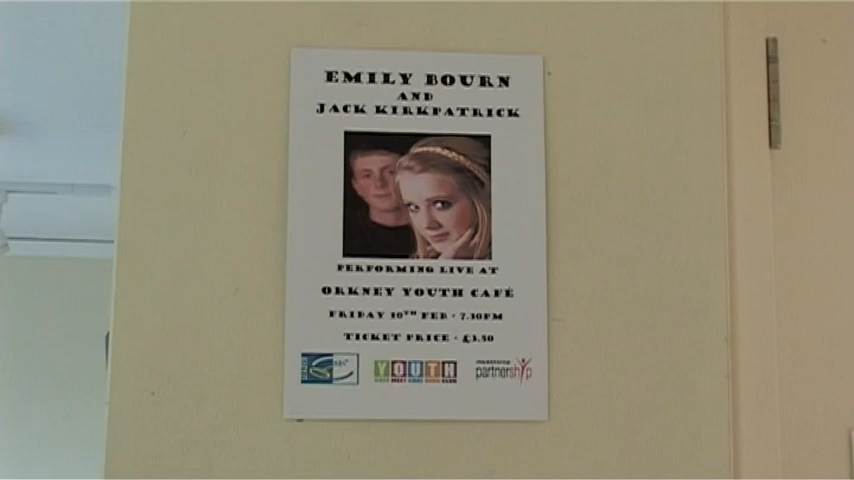 EMILY BOURN
AND
JACK KIRKPATRICK
PERFORMING LIVE AT
ORKNEY YOUTH CAFÉ
FRIDAY 10TH FEB - 7.30PM
TICKET PRICE - £3.50
YOUTH
partnership